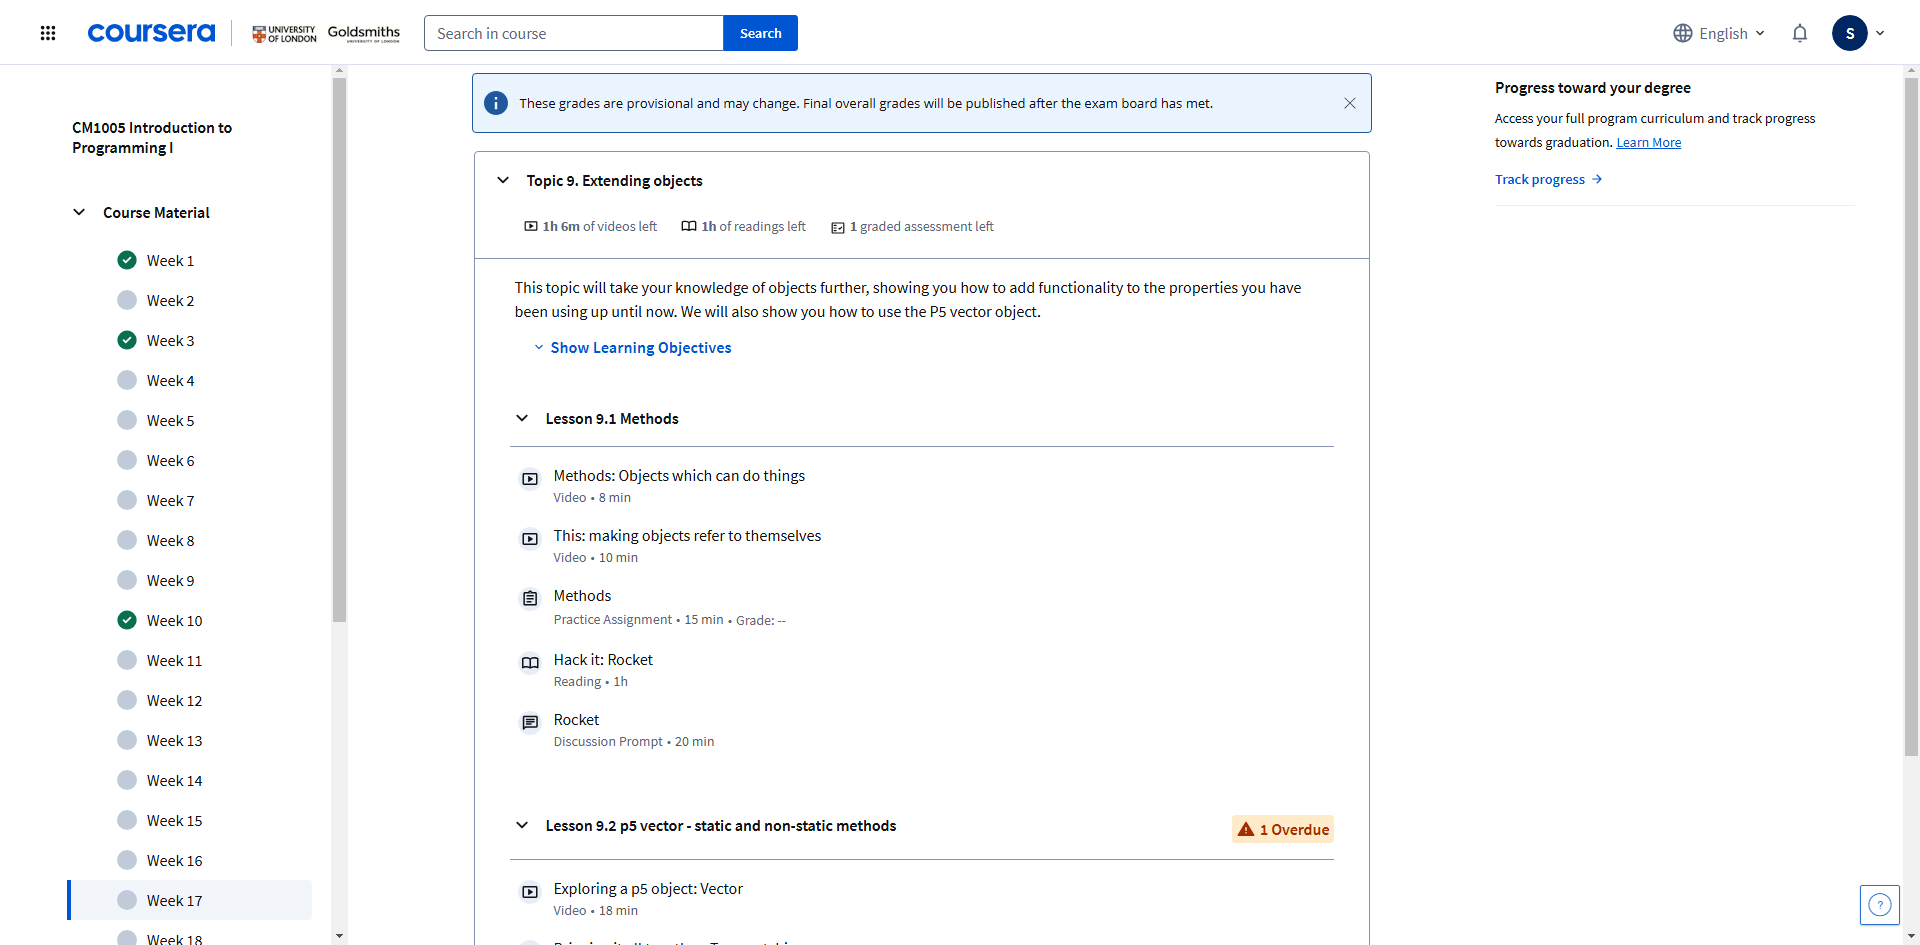 coursera
UNIVERSITY
OF LONDON
Goldsmiths
UNIVERSITY OF LONDON
Search in course
Search
English
S
CM1005 Introduction to
Programming I
Course Material
Week 1
Week 2
Week 3
Week 4
Week 5
Week 6
Week 7
Week 8
Week 9
Week 10
Week 11
Week 12
Week 13
Week 14
Week 15
Week 16
Week 17
Week 18
These grades are provisional and may change. Final overall grades will be published after the exam board has met.
Topic 9. Extending objects
1h 6m of videos left
1h of readings left
1 graded assessment left
This topic will take your knowledge of objects further, showing you how to add functionality to the properties you have
been using up until now. We will also show you how to use the P5 vector object.
Show Learning Objectives
Lesson 9.1 Methods
Methods: Objects which can do things
Video • 8 min
This: making objects refer to themselves
Video • 10 min
Methods
Practice Assignment • 15 min • Grade: --
Hack it: Rocket
Reading • 1h
Rocket
Discussion Prompt • 20 min
Lesson 9.2 p5 vector - static and non-static methods
1 Overdue
Exploring a p5 object: Vector
Video • 18 min
Progress toward your degree
Access your full program curriculum and track progress
towards graduation. Learn More
Track progress →
?